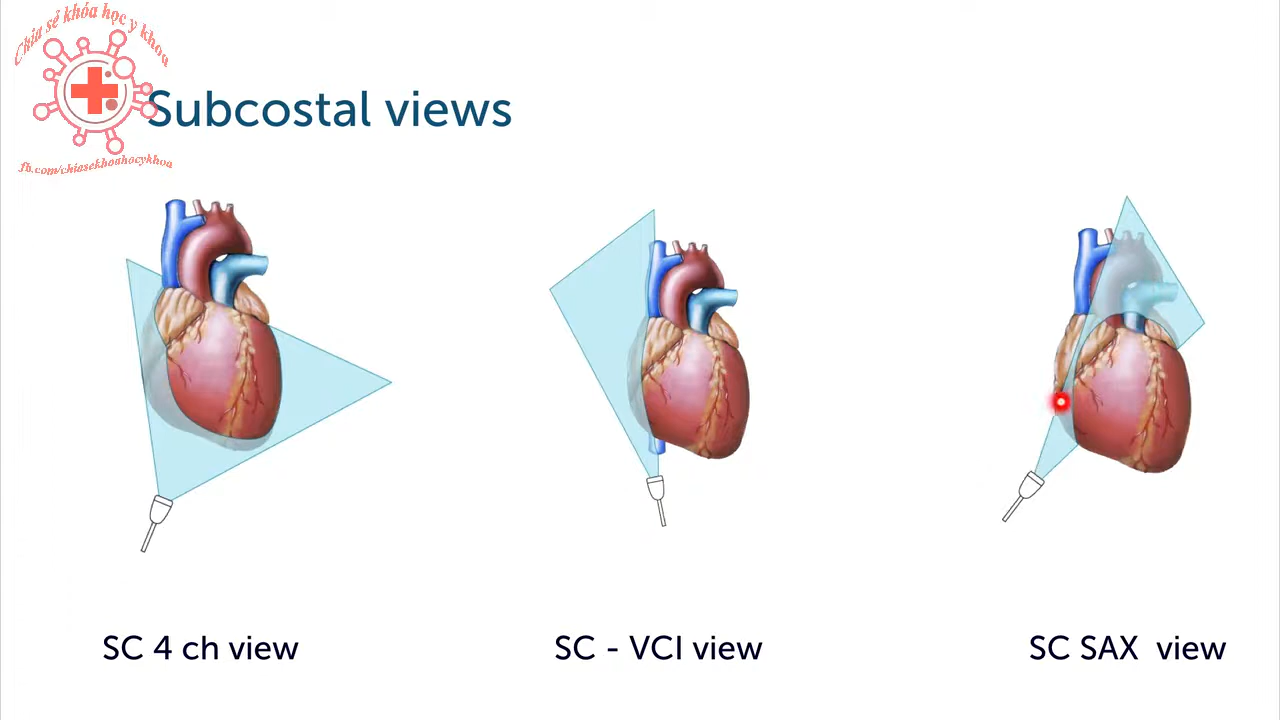 Chia sẻ khóa học y khoa
fb.com/chiasekhoahocykhoa
Subcostal views
SC 4 ch view
SC - VCI view
SC SAX view